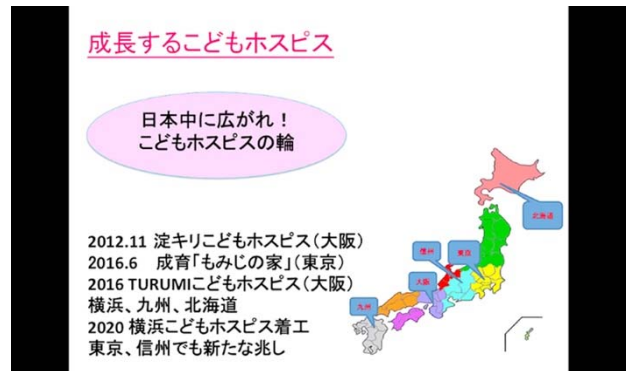 成長するこどもホスピス
日本中に広がれ！
こどもホスピスの輪
2012.11 淀キリこどもホスピス（大阪）
2016.6 成育「もみじの家」（東京）
2016 TURUMIこどもホスピス（大阪）
横浜、九州、北海道
2020 横浜こどもホスピス着工
東京、信州でも新たな兆し
北海道
信州
東京
大阪
九州